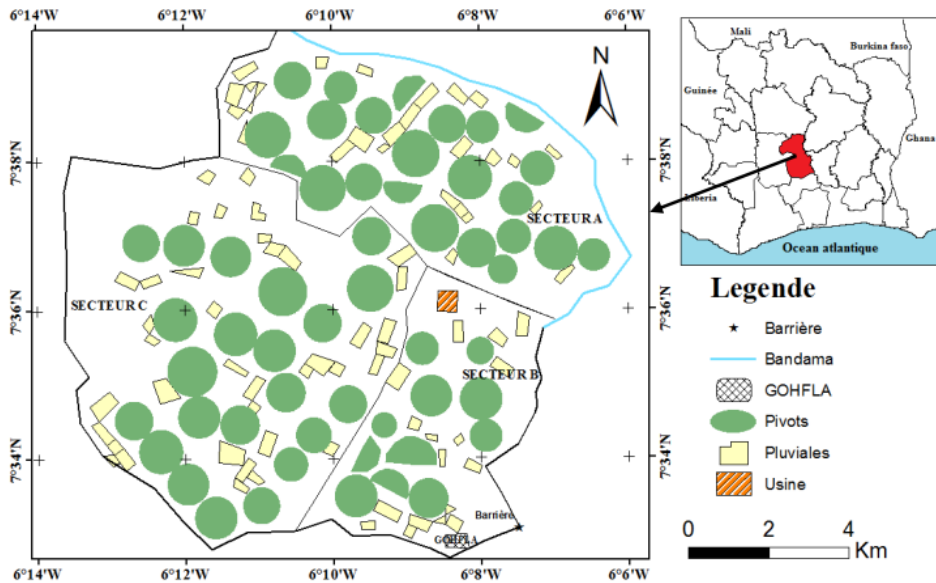 6°14'W 6°12'W 6°10'W 6°8'W 6°6'W
N
7°38'N 7°38'N
SECTEUR A
7°36'N 7°36'N
SECTEUR C
SECTEUR B
7°34'N 7°34'N
Barrière
GOHFLA
6°14'W 6°12'W 6°10'W 6°8'W 6°6'W
Mali
Burkina faso
Guinée
Ghana
Liberia
Ocean atlantique
Legende
Barrière
Bandama
GOHFLA
Pivots
Pluviales
Usine
0 2 4
Km